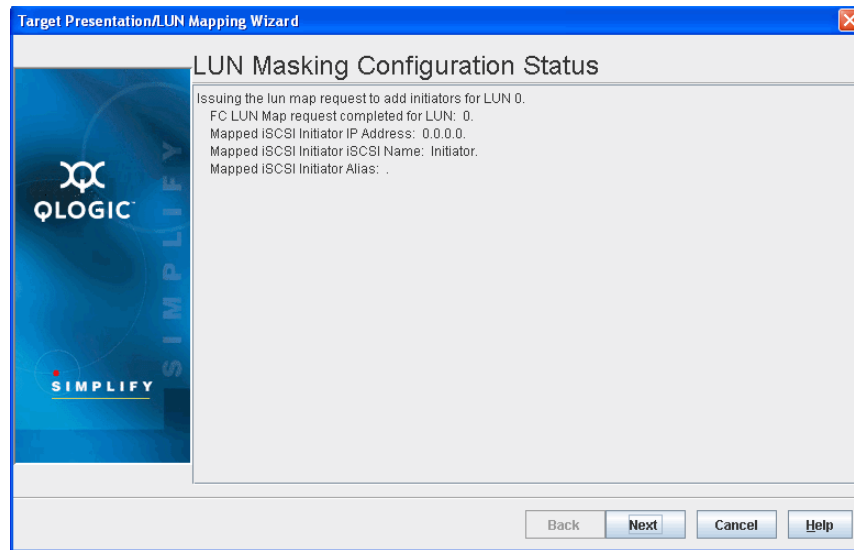 Target Presentation/LUN Mapping Wizard
LUN Masking Configuration Status
Issuing the lun map request to add initiators for LUN 0.
FC LUN Map request completed for LUN: 0.
Mapped iSCSI Initiator IP Address: 0.0.0.0.
Mapped iSCSI Initiator iSCSI Name: Initiator.
Mapped iSCSI Initiator Alias: .
QLOGIC
SIMPLIFY
SIMPLIFY
Back Next Cancel Help